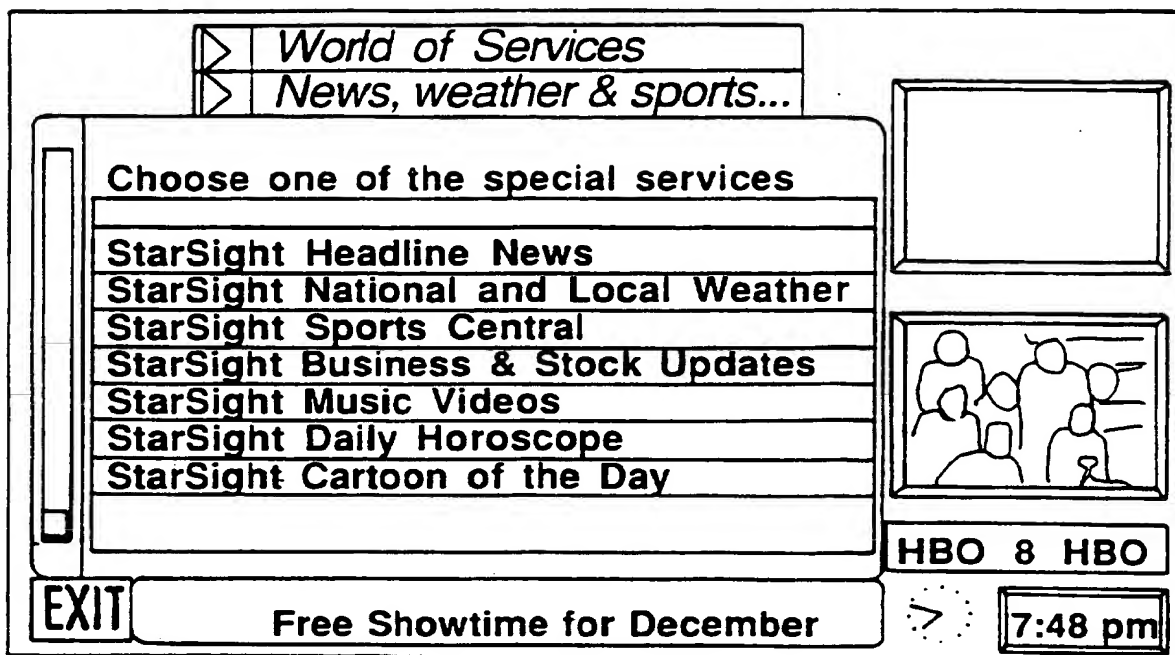 World of Services
News, weather & sports...
Choose one of the special services
StarSight Headline News
StarSight National and Local Weather
StarSight Sports Central
StarSight Business & Stock Updates
StarSight Music Videos
StarSight Daily Horoscope
StarSight Cartoon of the Day
HBO 8 HBO
EXIT
Free Showtime for December
7:48 pm